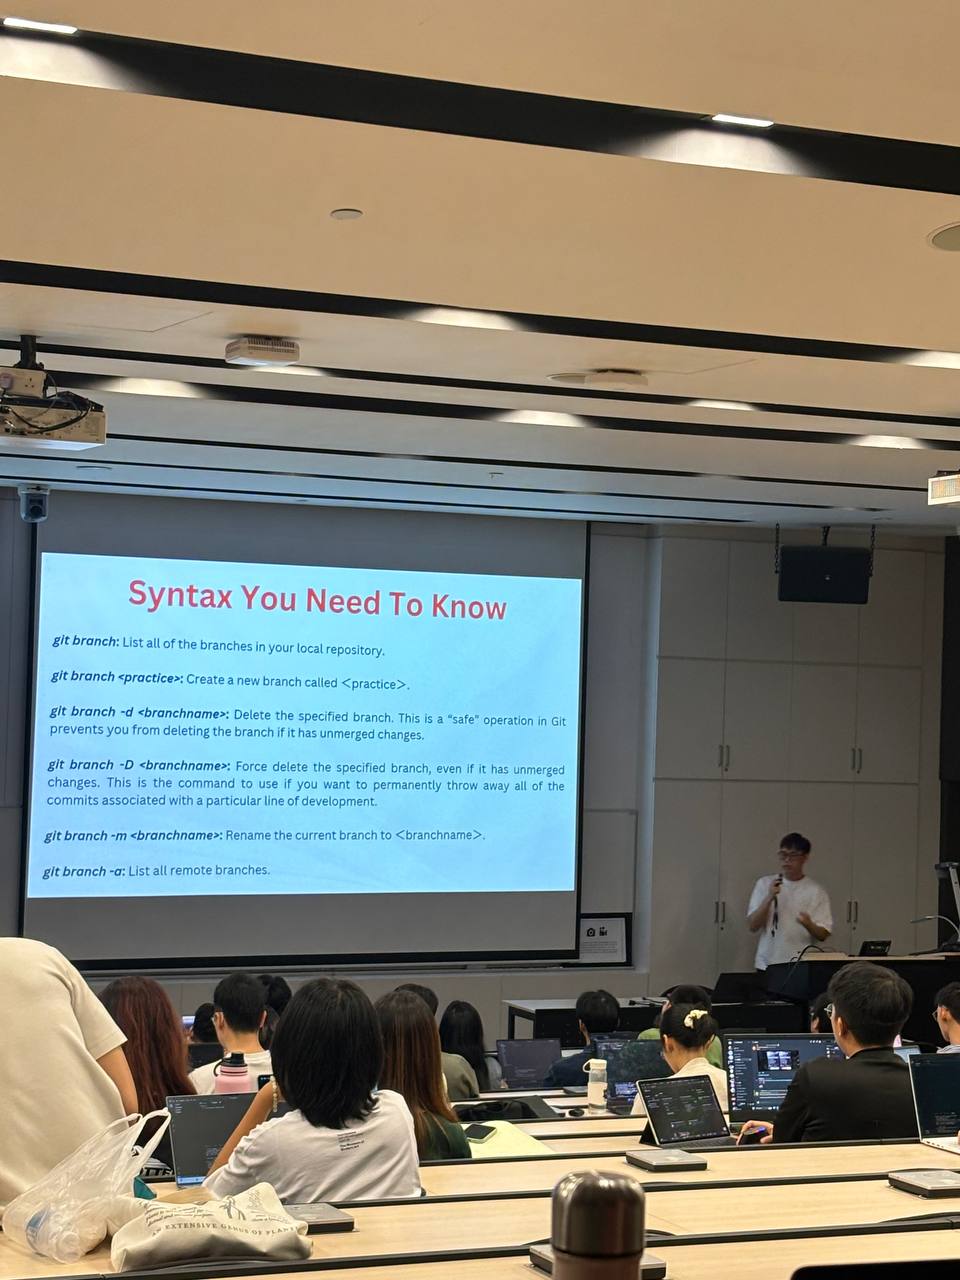 Syntax You Need To Know
git branch: List all of the branches in your local repository.
git branch <practice>: Create a new branch called <practice>.
git branch -d <branchname>: Delete the specified branch. This is a “safe” operation in Git
prevents you from deleting the branch if it has unmerged changes.
git branch -D <branchname>: Force delete the specified branch, even if it has unmerged
changes. This is the command to use if you want to permanently throw away all of the
commits associated with a particular line of development.
git branch -m <branchname>: Rename the current branch to <branchname>.
git branch -a: List all remote branches.
AN EXTENSIVE GENUS OF PLANT